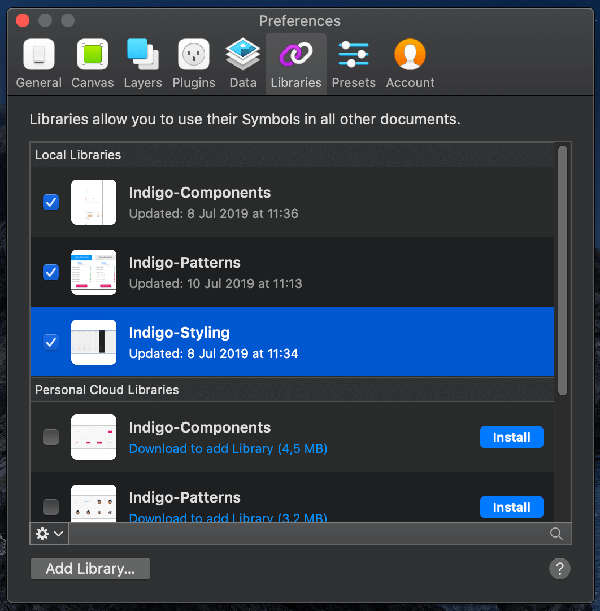 Preferences
General Canvas Layers Plugins Data Libraries Presets Account
Libraries allow you to use their Symbols in all other documents.
Local Libraries
Indigo-Components
Updated: 8 Jul 2019 at 11:36
Indigo-Patterns
Updated: 10 Jul 2019 at 11:13
Indigo-Styling
Updated: 8 Jul 2019 at 11:34
Personal Cloud Libraries
Indigo-Components
Download to add Library (4,5 MB)
Install
Indigo-Patterns
Download to add Library (3,2 MB)
Install
Add Library...
?